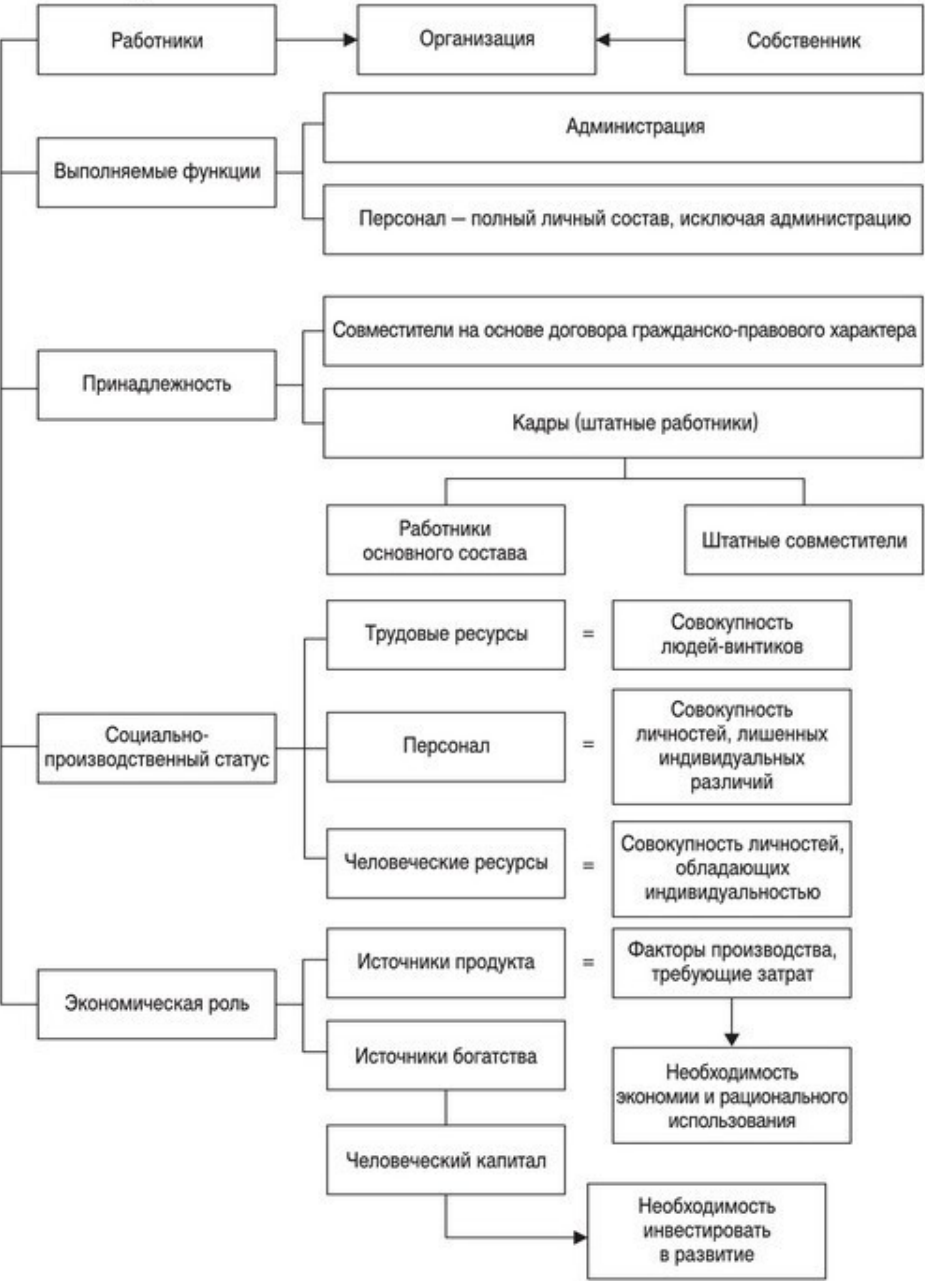 Работники
Организация
Собственник
Администрация
Выполняемые функции
Персонал — полный личный состав, исключая администрацию
Совместители на основе договора гражданско-правового характера
Принадлежность
Кадры (штатные работники)
Работники
основного состава
Штатные совместители
Трудовые ресурсы
=
Совокупность
людей-винтиков
Социально-
производственный статус
Персонал
=
Совокупность
личностей, лишенных
индивидуальных
различий
Человеческие ресурсы
=
Совокупность личностей,
обладающих
индивидуальностью
Экономическая роль
Источники продукта
=
Факторы производства,
требующие затрат
Источники богатства
Необходимость
экономии и рационального
использования
Человеческий капитал
Необходимость
инвестировать
в развитие